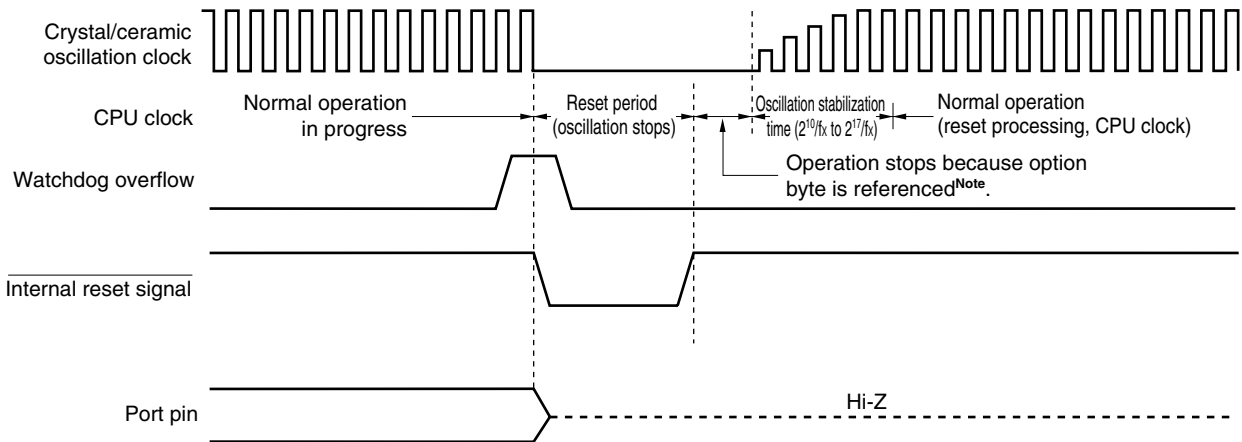 Crystal/ceramic
oscillation clock
CPU clock
Normal operation
in progress
Reset period
(oscillation stops)
Oscillation stabilization
time (2¹⁰/fx to 2¹⁷/fx)
Normal operation
(reset processing, CPU clock)
Operation stops because option
byte is referencedNote.
Watchdog overflow
Internal reset signal
Port pin
Hi-Z